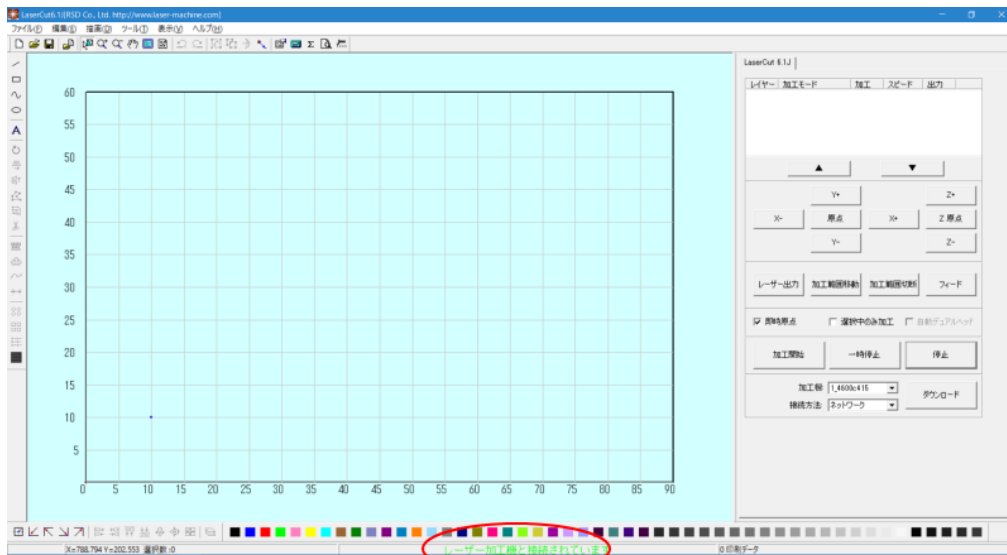 LaserCut6.1J[RSD Co., Ltd. http://www.laser-machine.com]
ファイル(F) 編集(E) 描画(D) ツール(T) 表示(V) ヘルプ(H)
LaserCut 6.1J
レイヤー 加工モード 加工 スピード 出力
▲ ▼
Y+ Z+
X- 原点 X+ Z 原点
Y- Z-
レーザー出力 加工範囲移動 加工範囲切断 フィード
即時原点 選択中のみ加工 自動デュアルヘッド
加工開始 一時停止 停止
加工機: 1_4600c415
接続方法: ネットワーク
ダウンロード
60
55
50
45
40
35
30
25
20
15
10
5
0 5 10 15 20 25 30 35 40 45 50 55 60 65 70 75 80 85 90
X=788.794 Y=202.553 選択数:0
レーザー加工機と接続されています
0 印刷データ